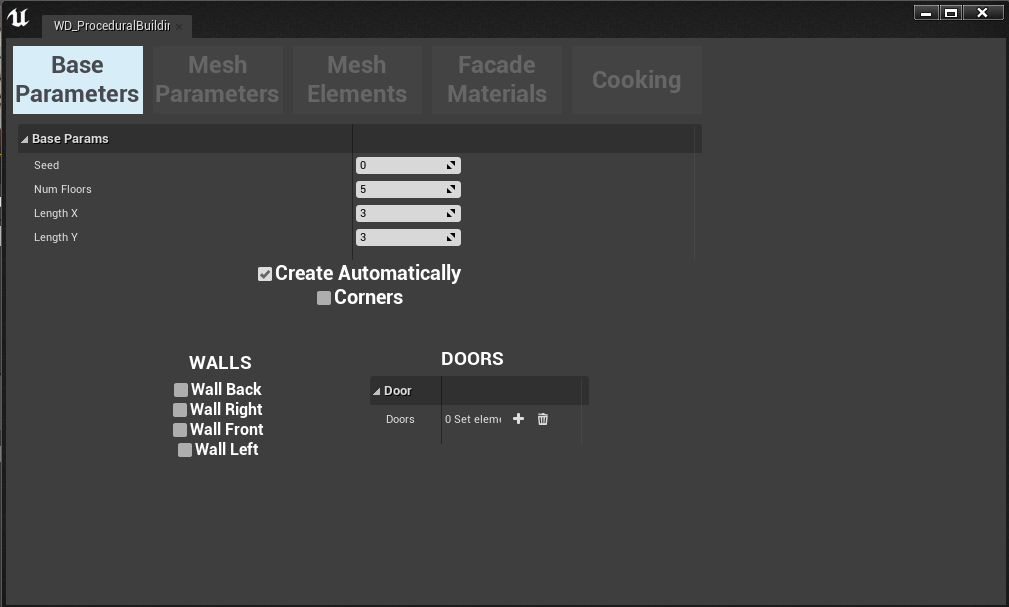 WD_ProceduralBuildin
Base
Parameters
Mesh
Parameters
Mesh
Elements
Facade
Materials
Cooking
Base Params
Seed 0
Num Floors 5
Length X 3
Length Y 3
Create Automatically
Corners
WALLS
Wall Back
Wall Right
Wall Front
Wall Left
DOORS
Door
Doors 0 Set eleme